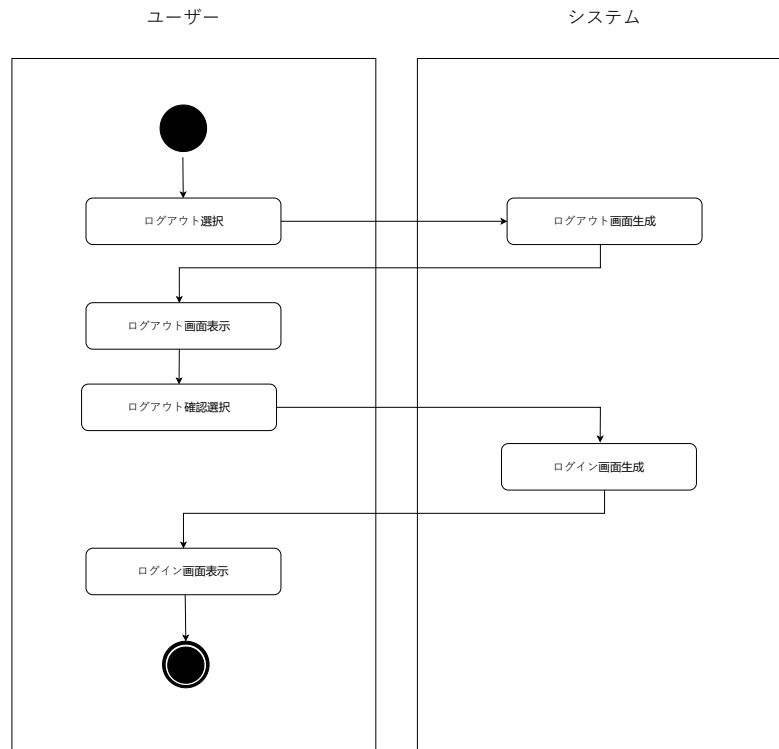 ユーザー
システム
ログアウト選択
ログアウト画面生成
ログアウト画面表示
ログアウト確認選択
ログイン画面生成
ログイン画面表示